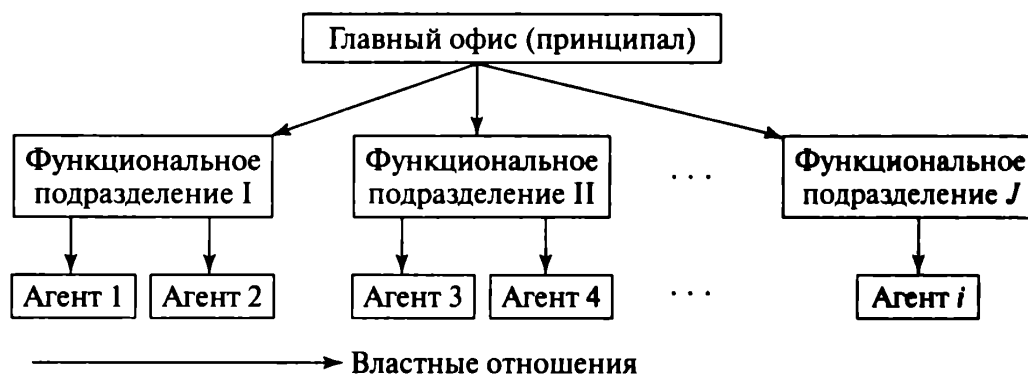 Главный офис (принципал)
Функциональное
подразделение I
Функциональное
подразделение II
. . .
Функциональное
подразделение J
Агент 1
Агент 2
Агент 3
Агент 4
. . .
Агент i
Властные отношения